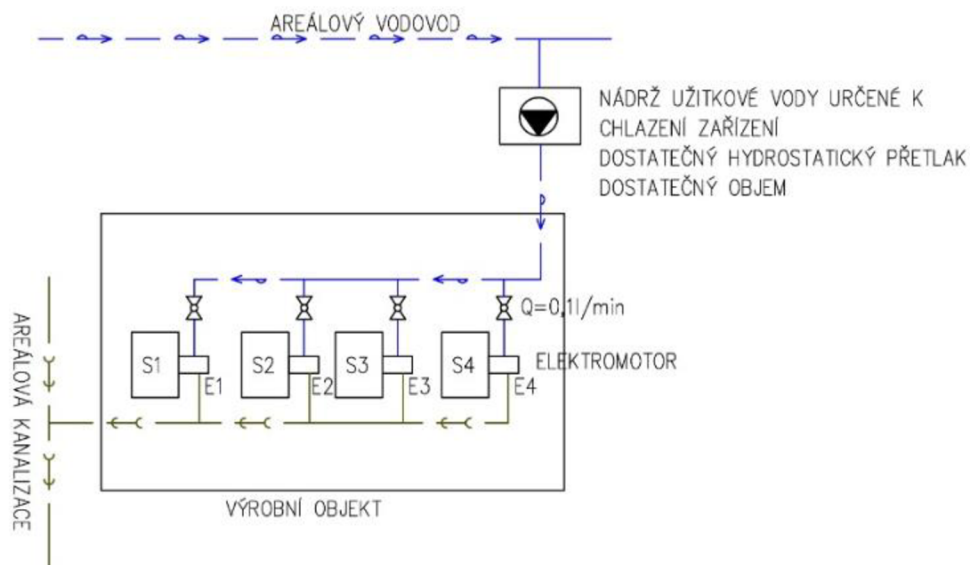 AREÁLOVÝ VODOVOD
NÁDRŽ UŽITKOVÉ VODY URČENÉ K
CHLAZENÍ ZAŘÍZENÍ
DOSTATEČNÝ HYDROSTATICKÝ PŘETLAK
DOSTATEČNÝ OBJEM
Q=0,1l/min
S1
S2
S3
S4
ELEKTROMOTOR
E1
E2
E3
E4
AREÁLOVÁ KANALIZACE
VÝROBNÍ OBJEKT